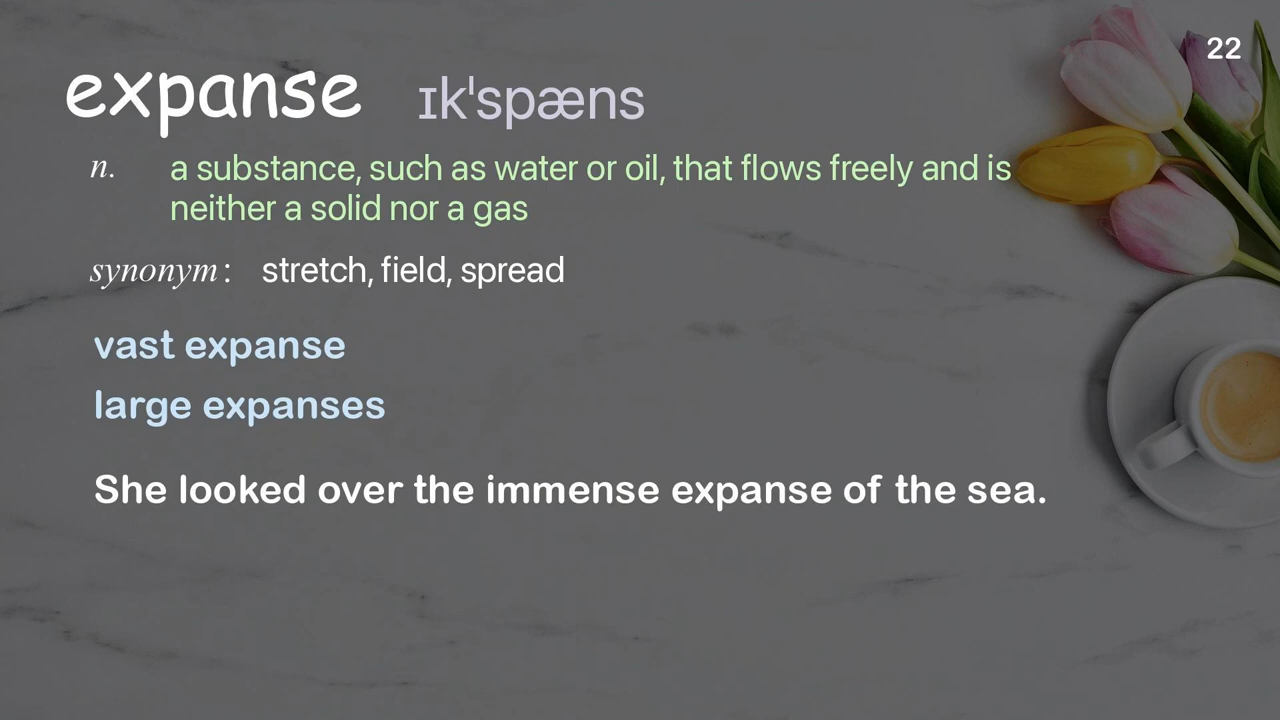 22
expanse ɪk'spæns
n. a substance, such as water or oil, that flows freely and is
neither a solid nor a gas
synonym: stretch, field, spread
vast expanse
large expanses
She looked over the immense expanse of the sea.